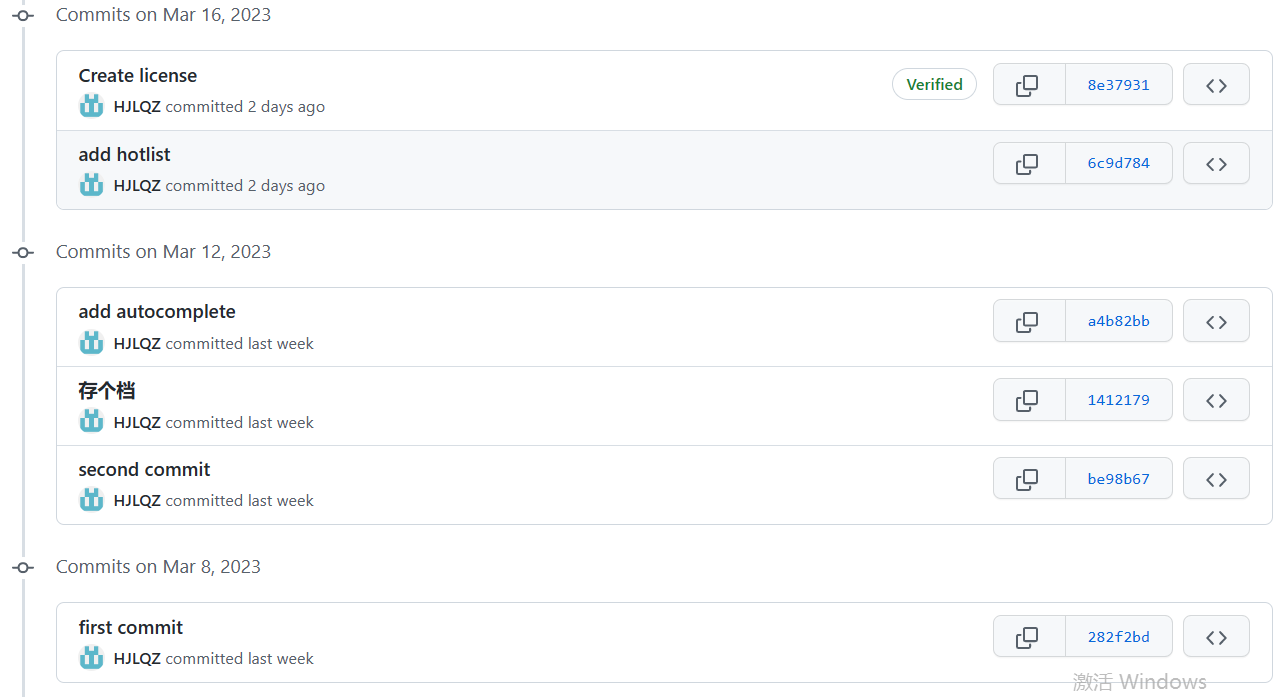 Commits on Mar 16, 2023
Create license
HJLQZ committed 2 days ago
Verified
8e37931
add hotlist
HJLQZ committed 2 days ago
6c9d784
Commits on Mar 12, 2023
add autocomplete
HJLQZ committed last week
a4b82bb
存个档
HJLQZ committed last week
1412179
second commit
HJLQZ committed last week
be98b67
Commits on Mar 8, 2023
first commit
HJLQZ committed last week
282f2bd
激活 Windows